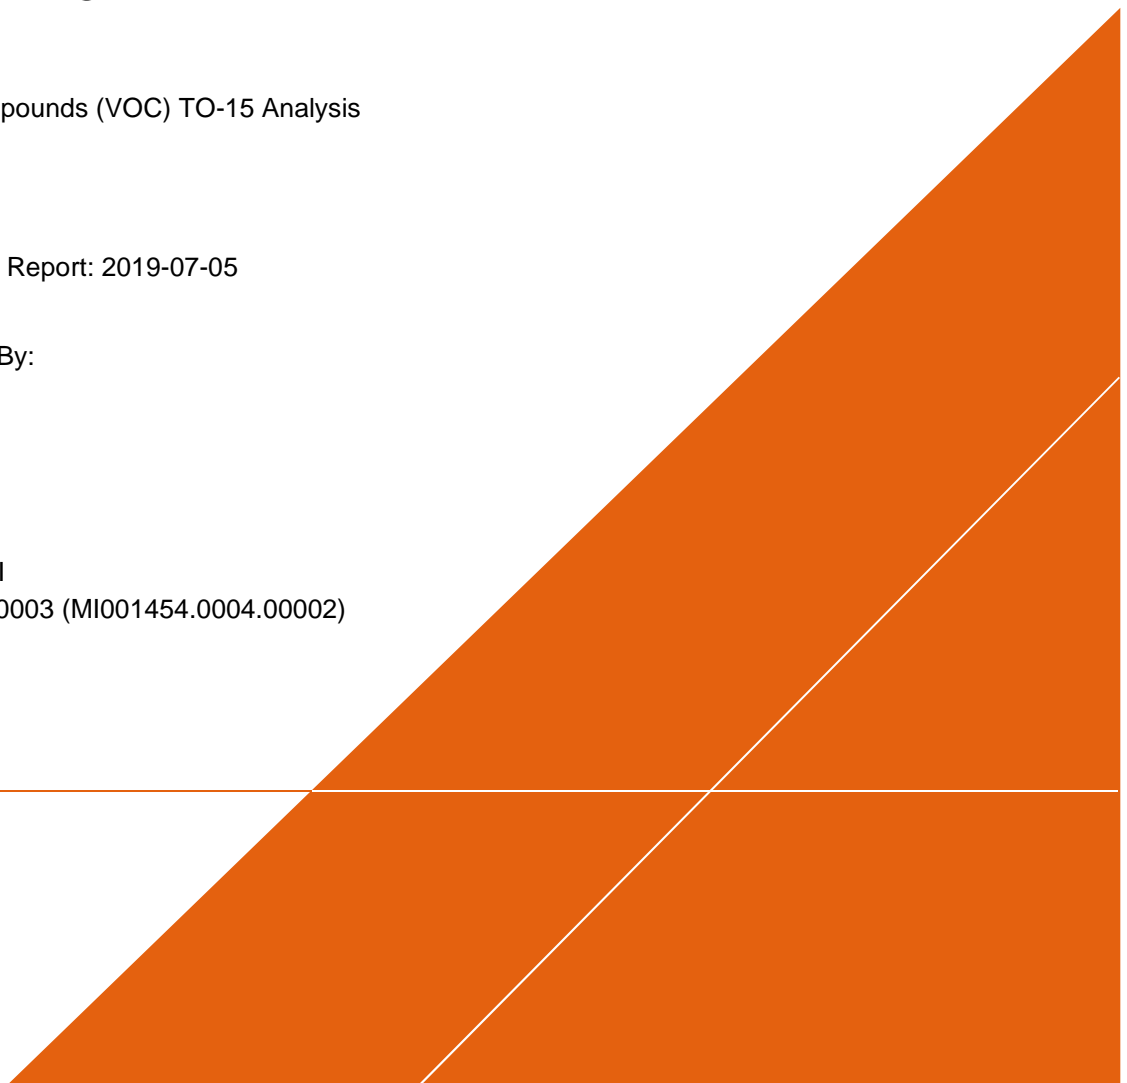 pounds (VOC) TO-15 Analysis
Report: 2019-07-05
By:
0003 (MI001454.0004.00002)